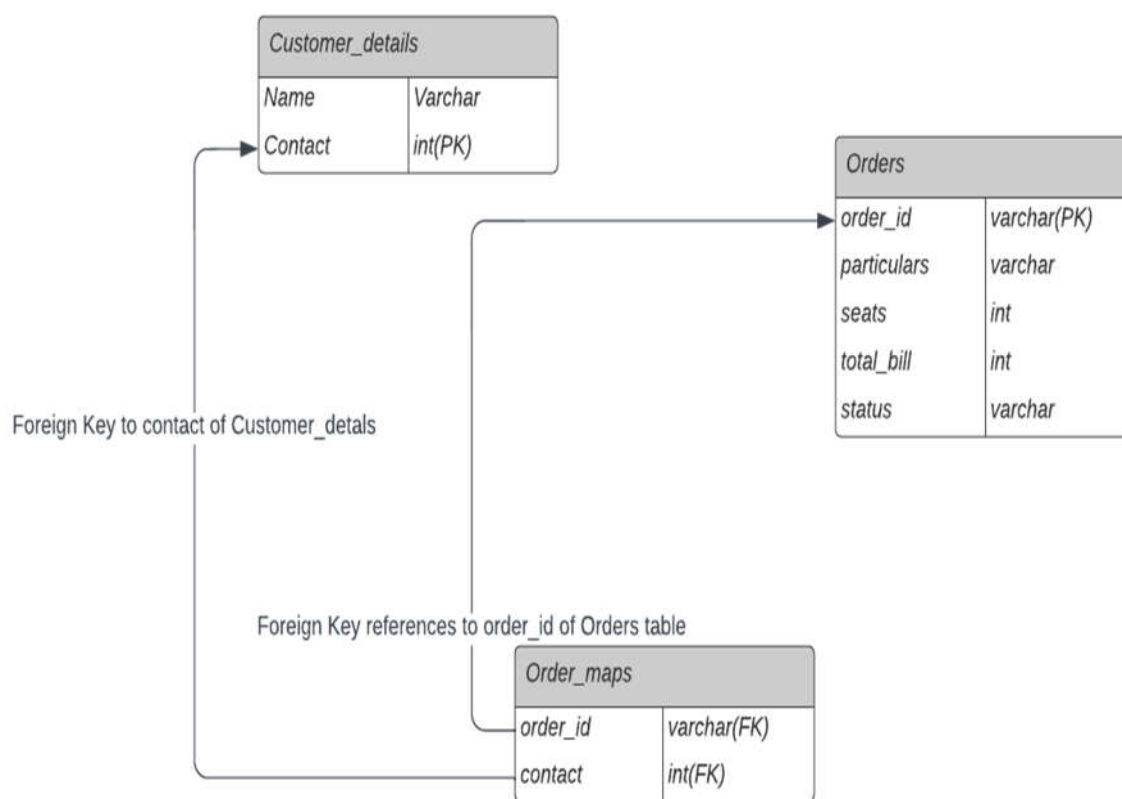 Customer_details
Name Varchar
Contact int(PK)
Orders
order_id varchar(PK)
particulars varchar
seats int
total_bill int
status varchar
Foreign Key to contact of Customer_detals
Foreign Key references to order_id of Orders table
Order_maps
order_id varchar(FK)
contact int(FK)